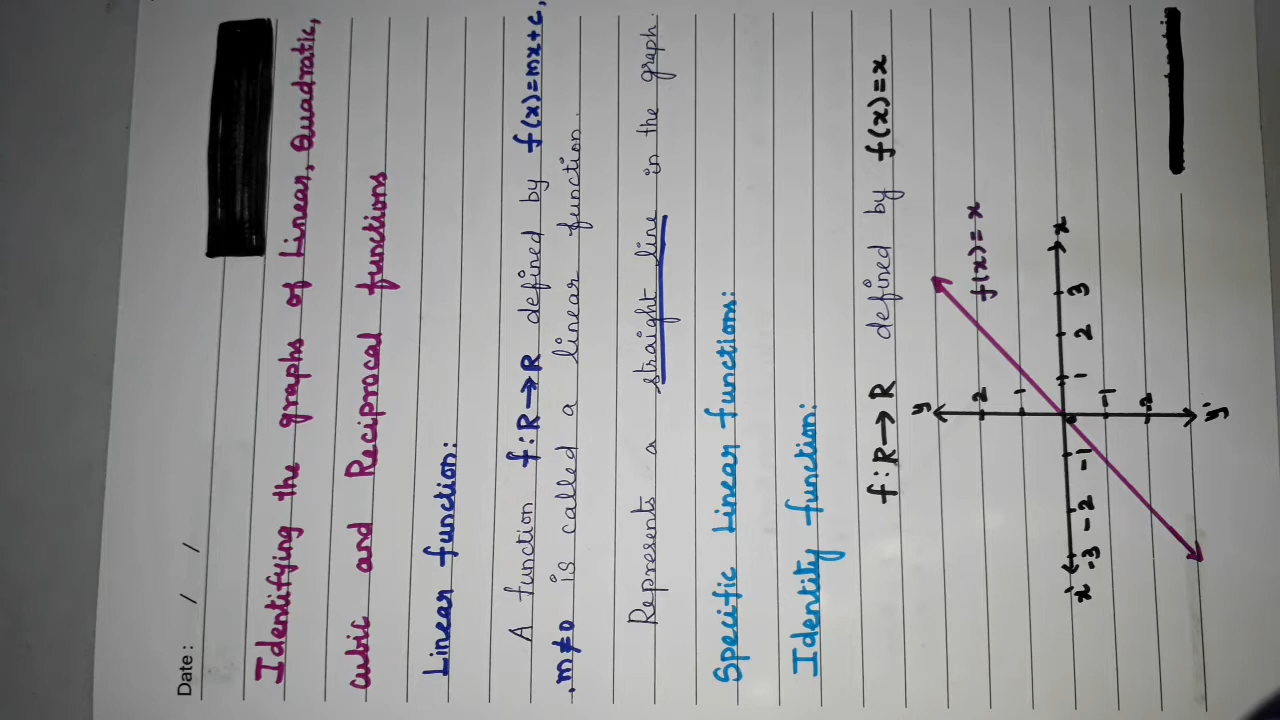 Date : / /
Identifying the graphs of Linear, Quadratic,
cubic and Reciprocal functions
Linear function:
A function f:R→R defined by f(x)=mx+c,
m≠0 is called a linear function.
Represents a straight line in the graph.
Specific Linear functions:
Identity function:
f:R→R defined by f(x)=x
y
2
f(x)=x
1
x' -3 -2 -1 0 1 2 3 x
-1
-2
y'